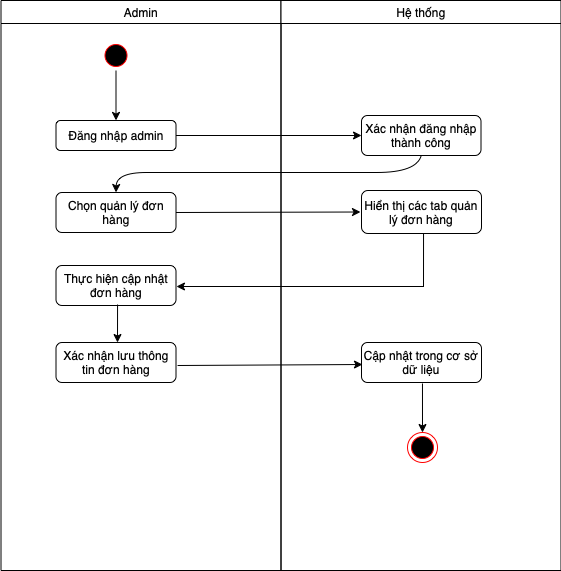 Admin
Hệ thống
Đăng nhập admin
Xác nhận đăng nhập
thành công
Chọn quản lý đơn
hàng
Hiển thị các tab quản
lý đơn hàng
Thực hiện cập nhật
đơn hàng
Xác nhận lưu thông
tin đơn hàng
Cập nhật trong cơ sở
dữ liệu